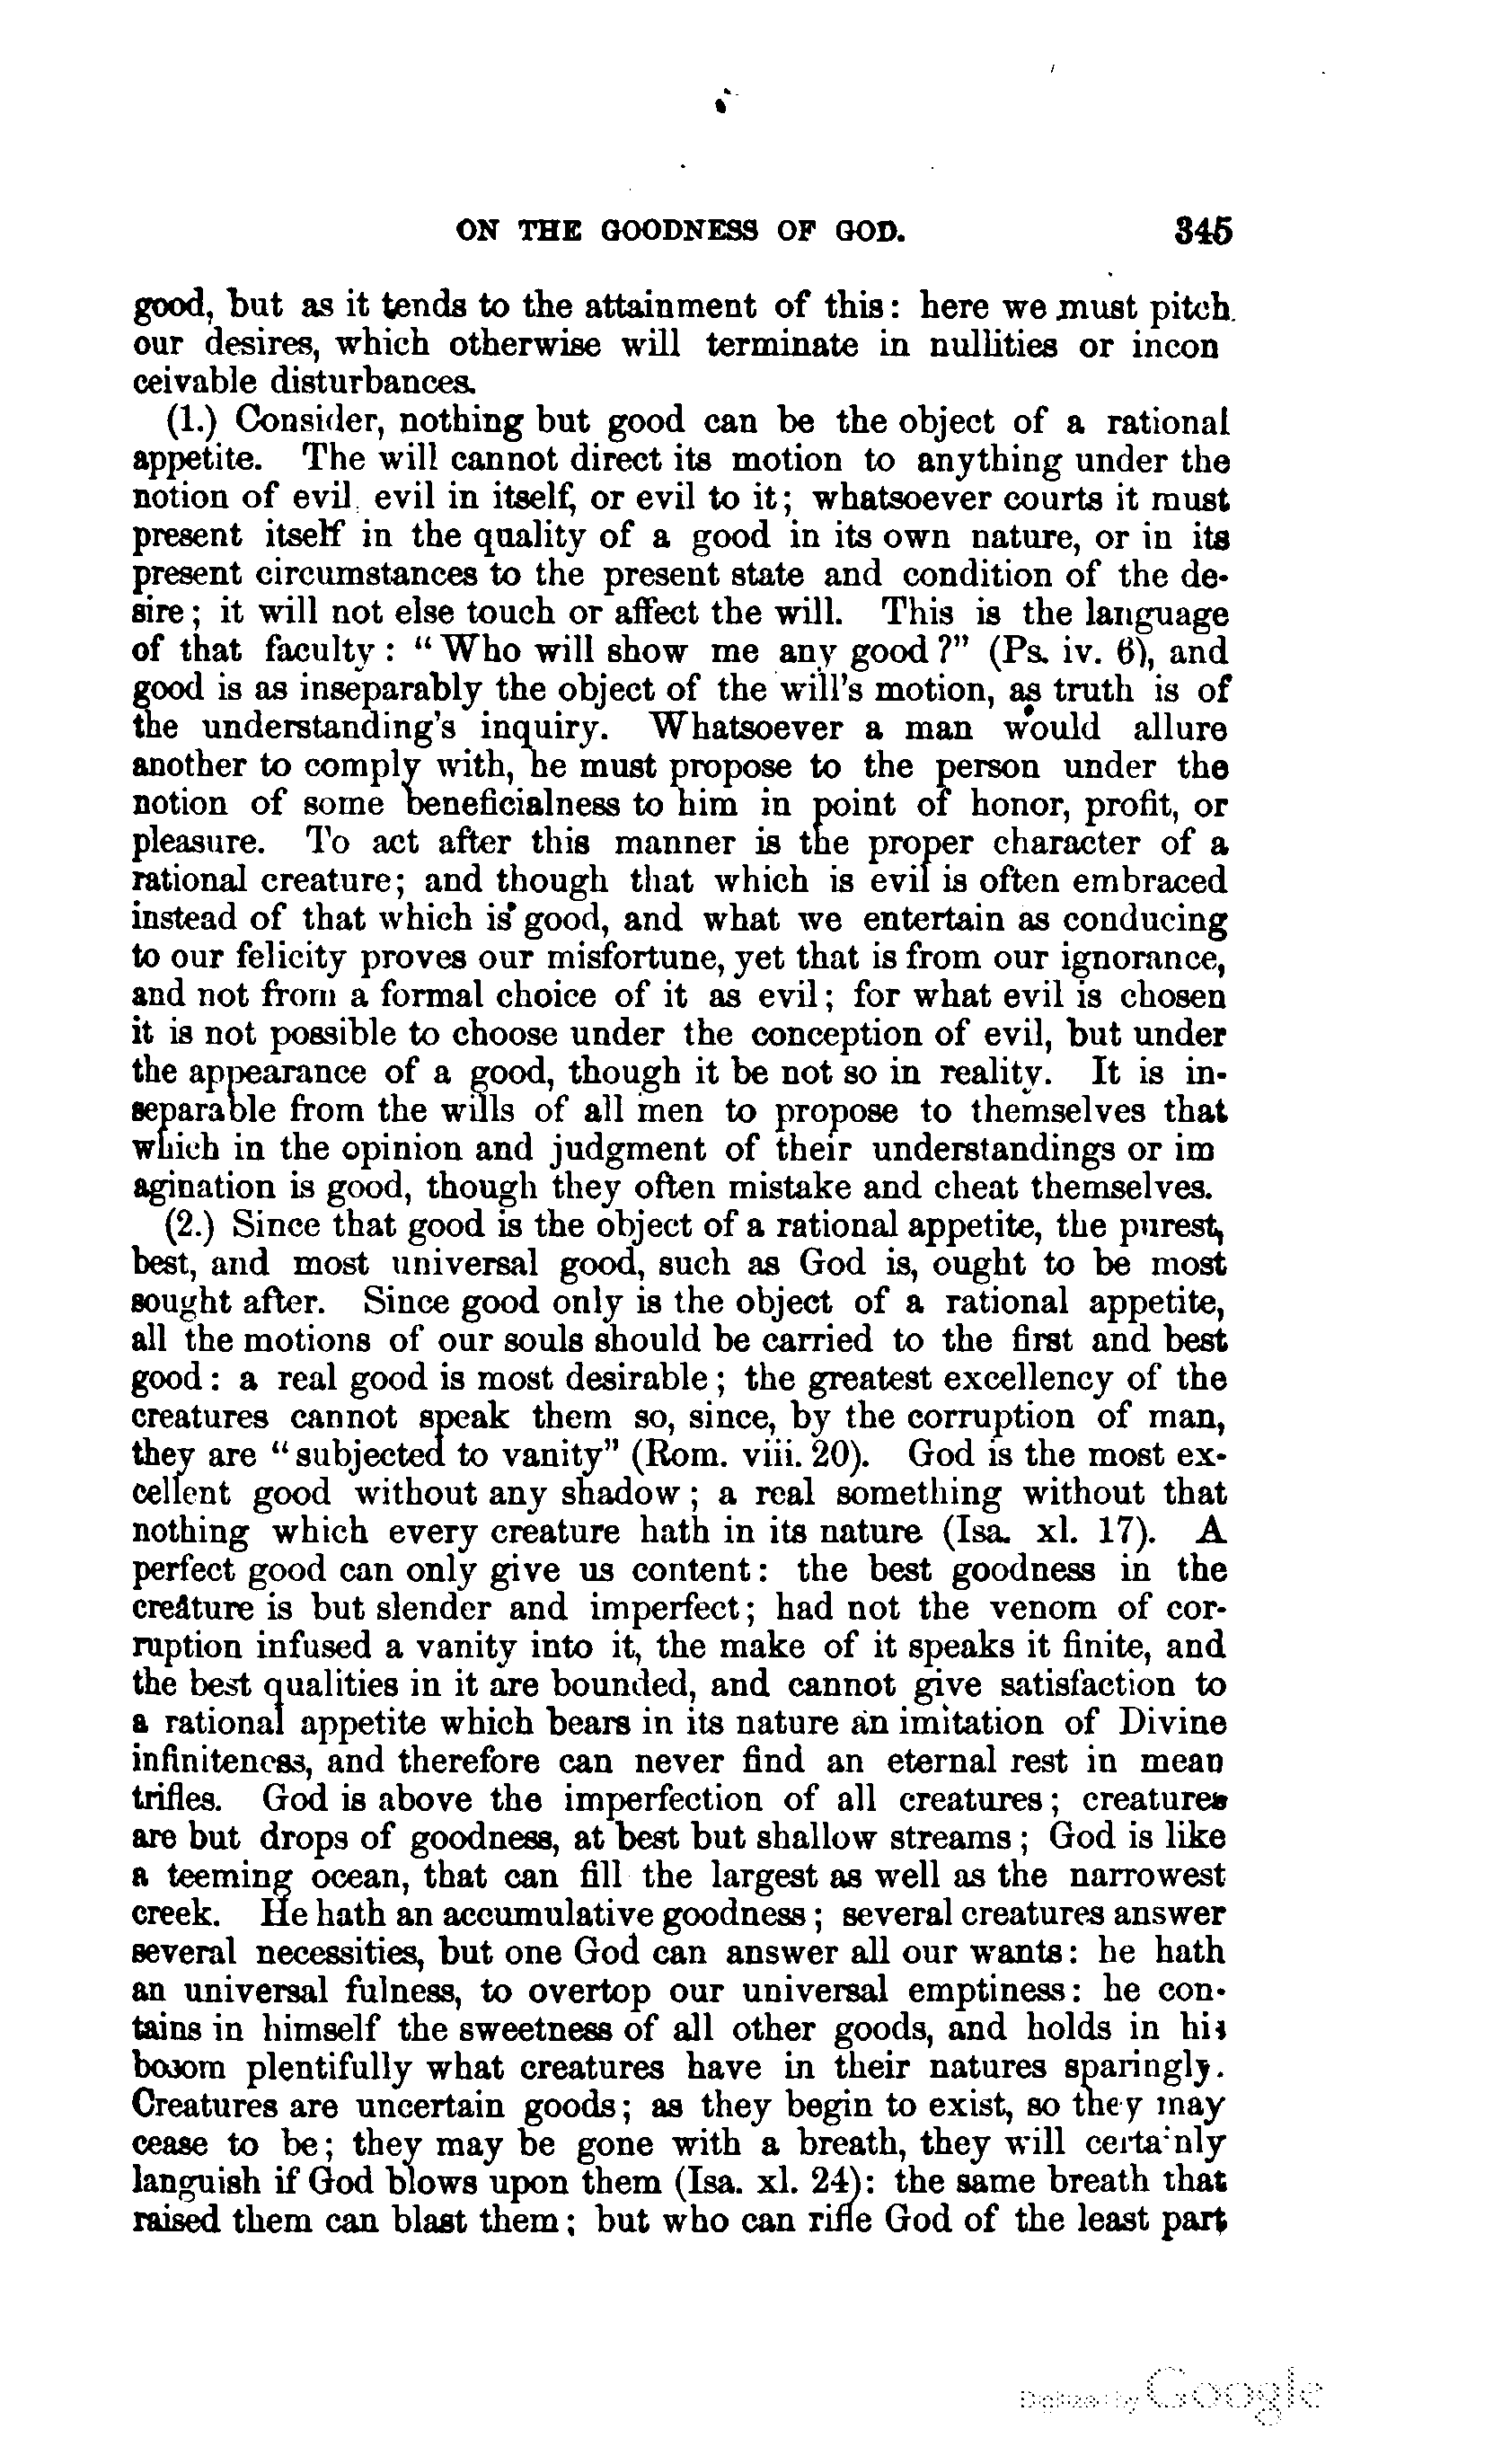 ON THE GOODNESS OF GOD. 345
good, but as it tends to the attainment of this: here we must pitch
our desires, which otherwise will terminate in nullities or incon
ceivable disturbances.
(1.) Consider, nothing but good can be the object of a rational
appetite. The will cannot direct its motion to anything under the
notion of evil, evil in itself, or evil to it; whatsoever courts it must
present itself in the quality of a good in its own nature, or in its
present circumstances to the present state and condition of the de-
sire; it will not else touch or affect the will. This is the language
of that faculty: "Who will show me any good?" (Ps. iv. 6), and
good is as inseparably the object of the will's motion, as truth is of
the understanding's inquiry. Whatsoever a man would allure
another to comply with, he must propose to the person under the
notion of some beneficialness to him in point of honor, profit, or
pleasure. To act after this manner is the proper character of a
rational creature; and though that which is evil is often embraced
instead of that which is good, and what we entertain as conducing
to our felicity proves our misfortune, yet that is from our ignorance,
and not from a formal choice of it as evil; for what evil is chosen
it is not possible to choose under the conception of evil, but under
the appearance of a good, though it be not so in reality. It is in-
separable from the wills of all men to propose to themselves that
which in the opinion and judgment of their understandings or im
agination is good, though they often mistake and cheat themselves.
(2.) Since that good is the object of a rational appetite, the purest,
best, and most universal good, such as God is, ought to be most
sought after. Since good only is the object of a rational appetite,
all the motions of our souls should be carried to the first and best
good: a real good is most desirable; the greatest excellency of the
creatures cannot speak them so, since, by the corruption of man,
they are "subjected to vanity" (Rom. viii. 20). God is the most ex-
cellent good without any shadow; a real something without that
nothing which every creature hath in its nature (Isa. xl. 17). A
perfect good can only give us content: the best goodness in the
creature is but slender and imperfect; had not the venom of cor-
ruption infused a vanity into it, the make of it speaks it finite, and
the best qualities in it are bounded, and cannot give satisfaction to
a rational appetite which bears in its nature an imitation of Divine
infiniteness, and therefore can never find an eternal rest in mean
trifles. God is above the imperfection of all creatures; creatures
are but drops of goodness, at best but shallow streams; God is like
a teeming ocean, that can fill the largest as well as the narrowest
creek. He hath an accumulative goodness; several creatures answer
several necessities, but one God can answer all our wants: he hath
an universal fulness, to overtop our universal emptiness: he con-
tains in himself the sweetness of all other goods, and holds in his
bosom plentifully what creatures have in their natures sparingly.
Creatures are uncertain goods; as they begin to exist, so they may
cease to be; they may be gone with a breath, they will certainly
languish if God blows upon them (Isa. xl. 24): the same breath that
raised them can blast them; but who can rifle God of the least part
Digitized by Google